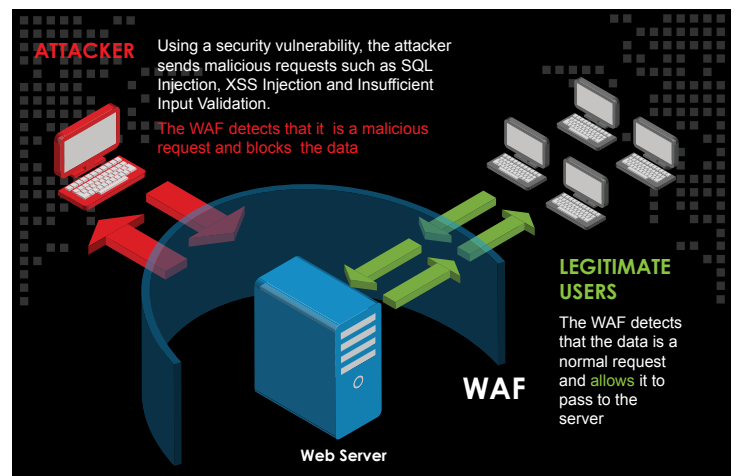 ATTACKER
Using a security vulnerability, the attacker
sends malicious requests such as SQL
Injection, XSS Injection and Insufficient
Input Validation.
The WAF detects that it is a malicious
request and blocks the data
LEGITIMATE
USERS
The WAF detects
that the data is a
normal request
and allows it to
pass to the
server
WAF
Web Server